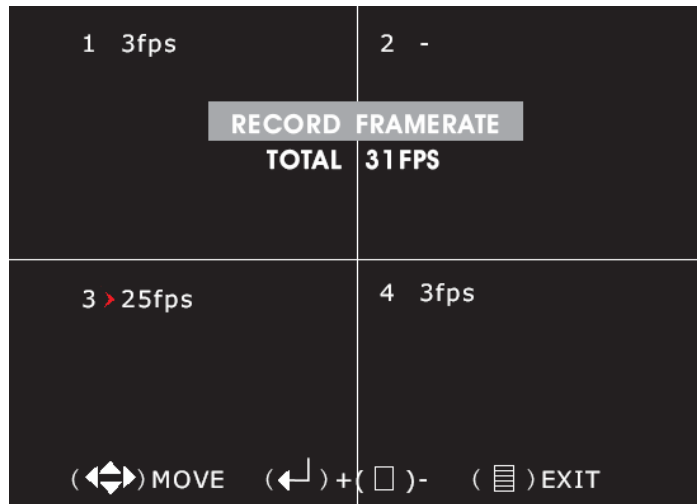 1 3fps 2 -
RECORD FRAMERATE
TOTAL 31FPS
3 > 25fps 4 3fps
( ) MOVE ( ) + ( ) - ( ) EXIT